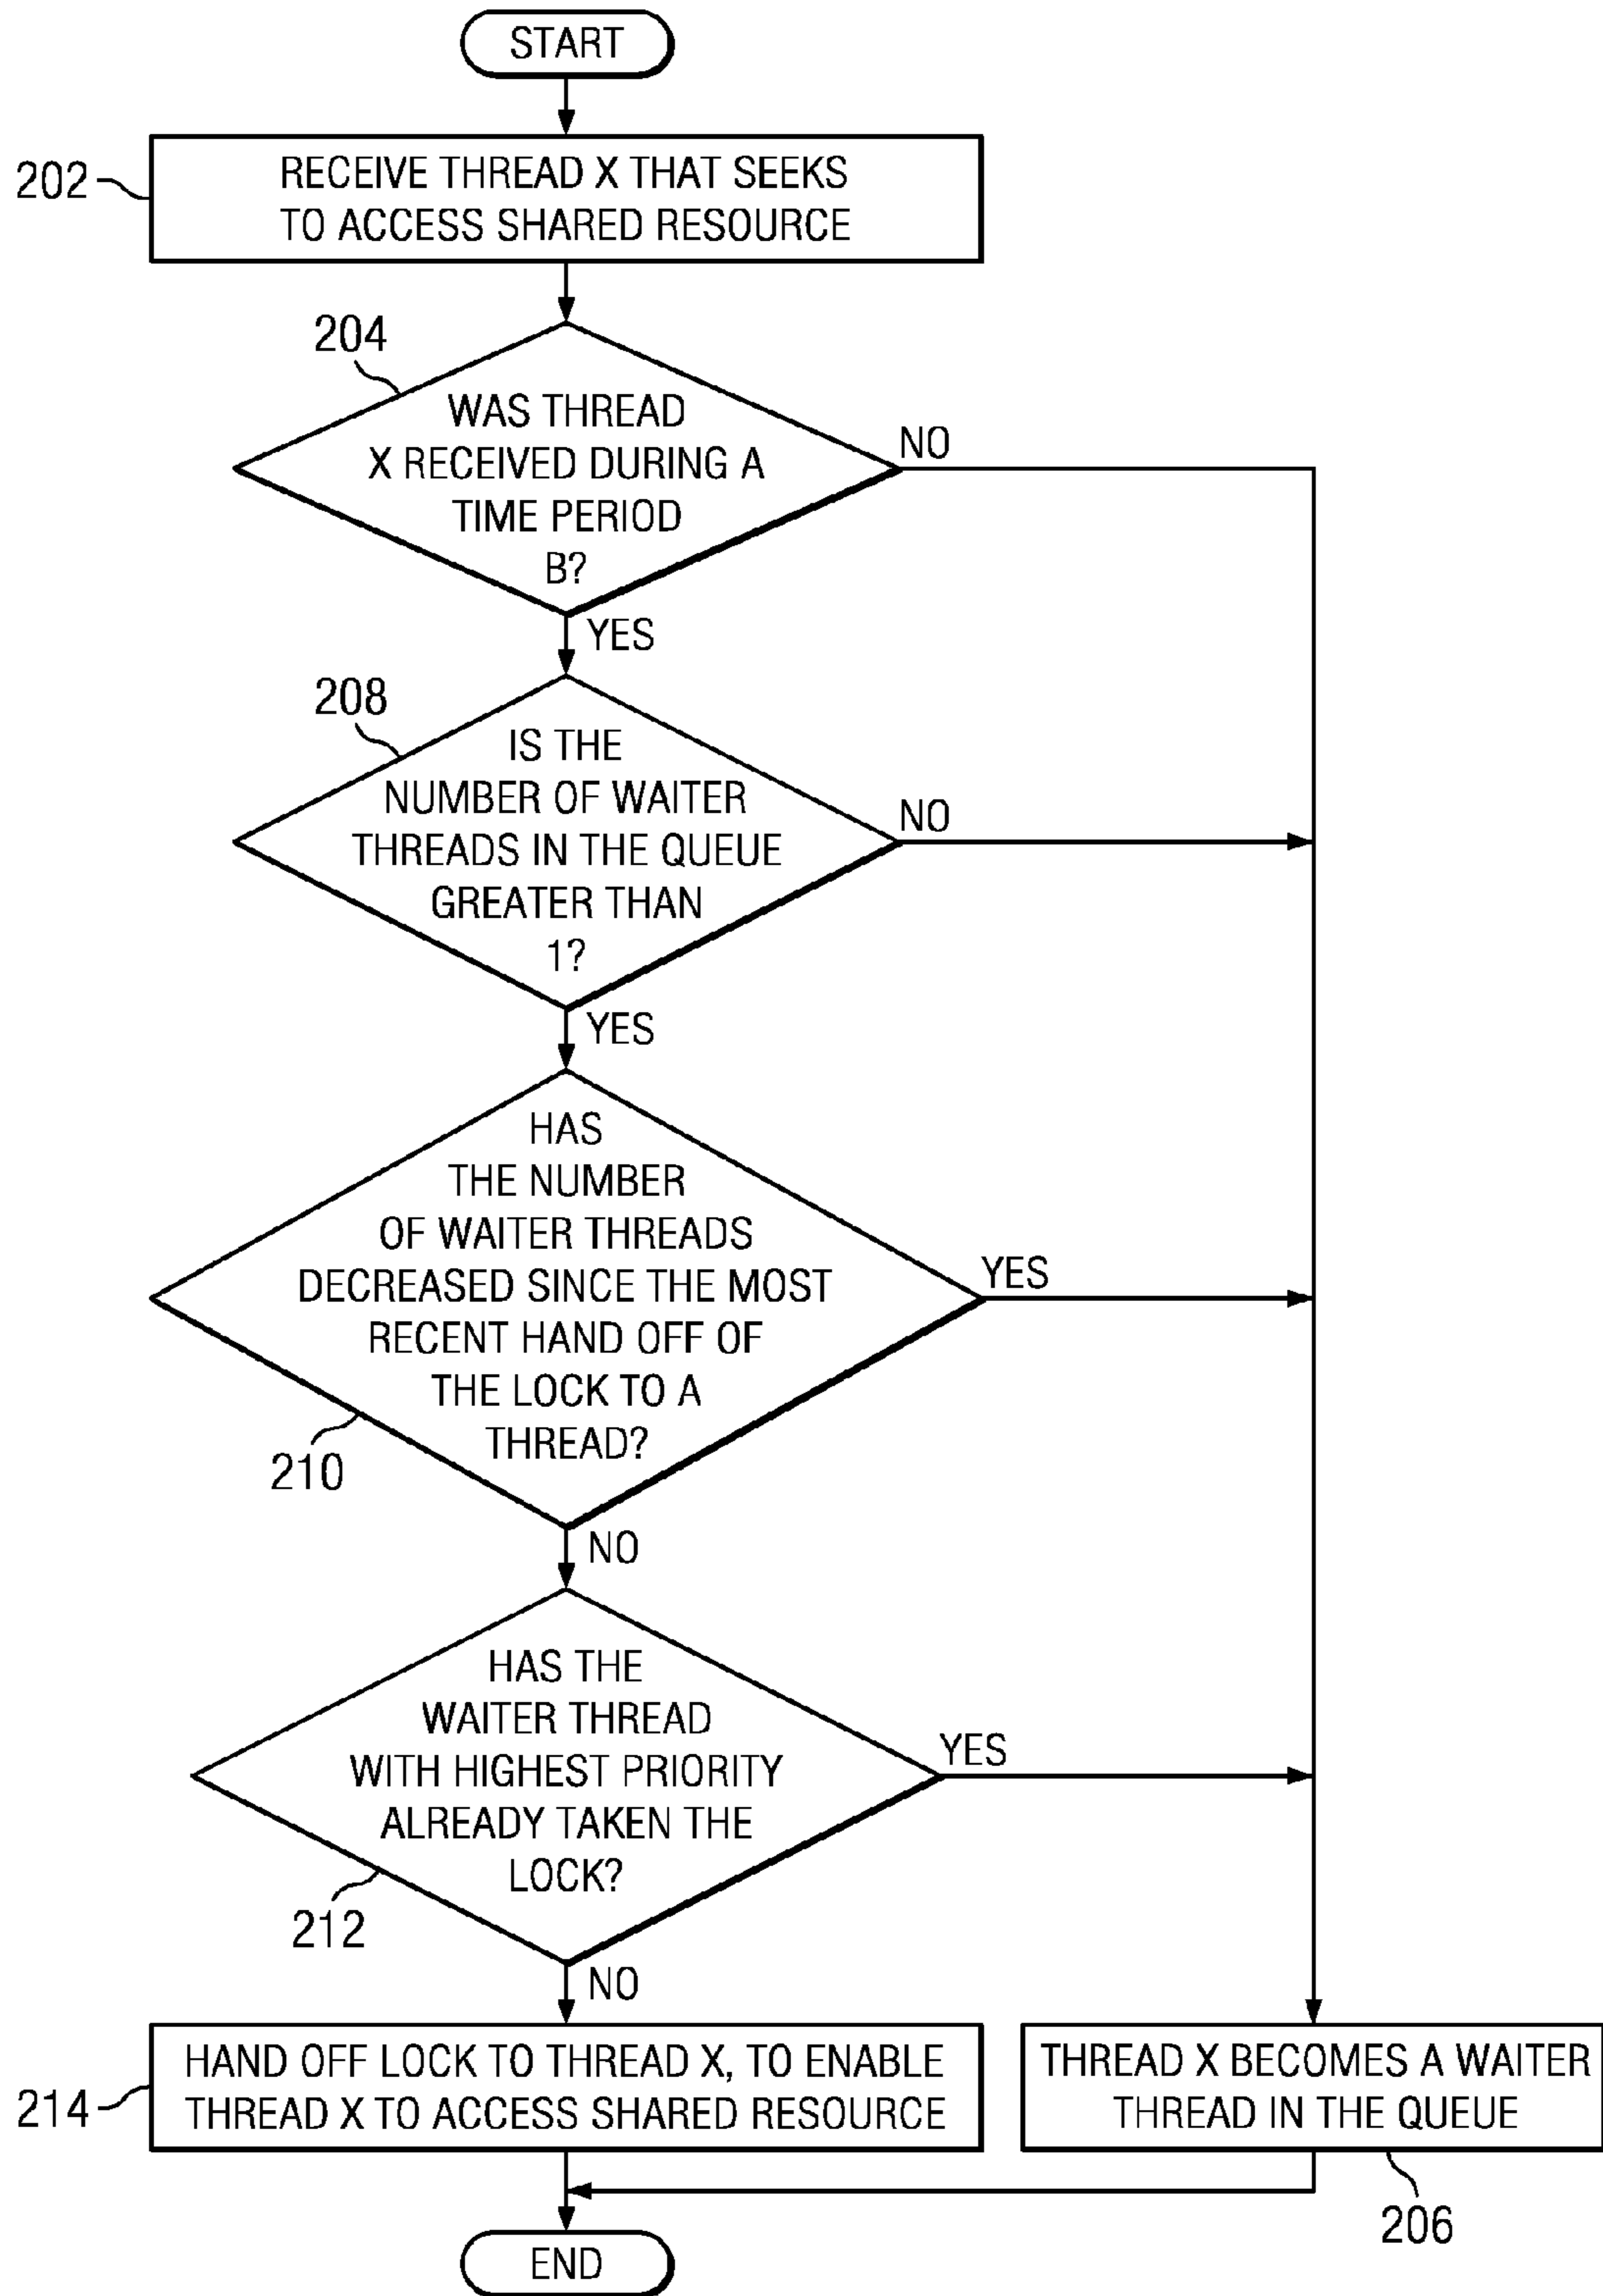 START
202
RECEIVE THREAD X THAT SEEKS
TO ACCESS SHARED RESOURCE
204
WAS THREAD
X RECEIVED DURING A
TIME PERIOD
B?
NO
YES
208
IS THE
NUMBER OF WAITER
THREADS IN THE QUEUE
GREATER THAN
1?
NO
YES
HAS
THE NUMBER
OF WAITER THREADS
DECREASED SINCE THE MOST
RECENT HAND OFF OF
THE LOCK TO A
THREAD?
YES
210
NO
HAS THE
WAITER THREAD
WITH HIGHEST PRIORITY
ALREADY TAKEN THE
LOCK?
YES
212
NO
214
HAND OFF LOCK TO THREAD X, TO ENABLE
THREAD X TO ACCESS SHARED RESOURCE
THREAD X BECOMES A WAITER
THREAD IN THE QUEUE
206
END